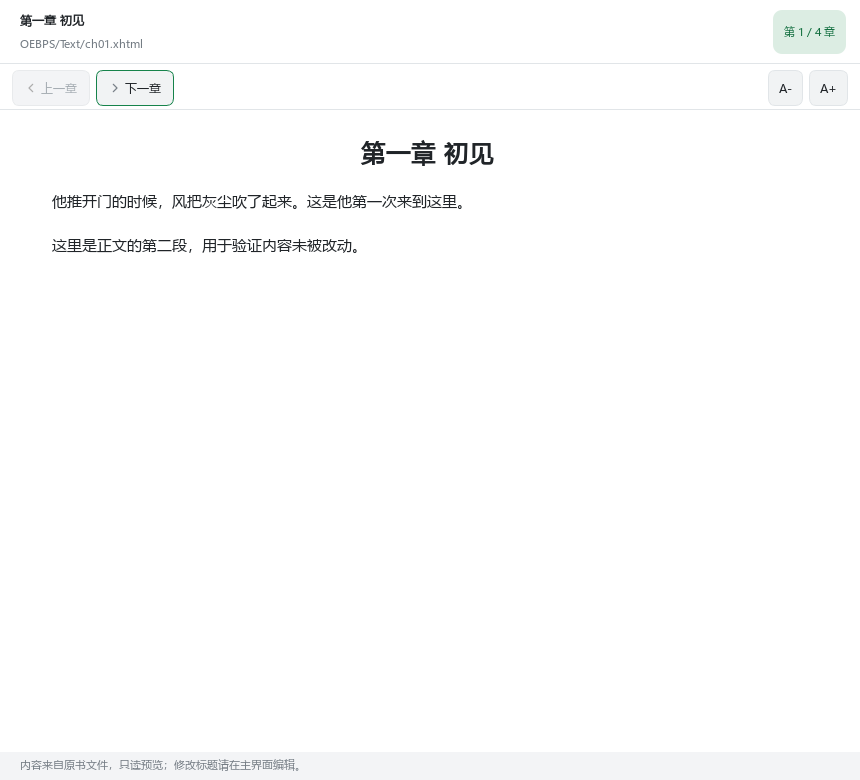 第一章 初见
OEBPS/Text/ch01.xhtml
第 1 / 4 章
上一章
下一章
A-
A+
第一章 初见
他推开门的时候，风把灰尘吹了起来。这是他第一次来到这里。
这里是正文的第二段，用于验证内容未被改动。
内容来自原书文件，只读预览；修改标题请在主界面编辑。